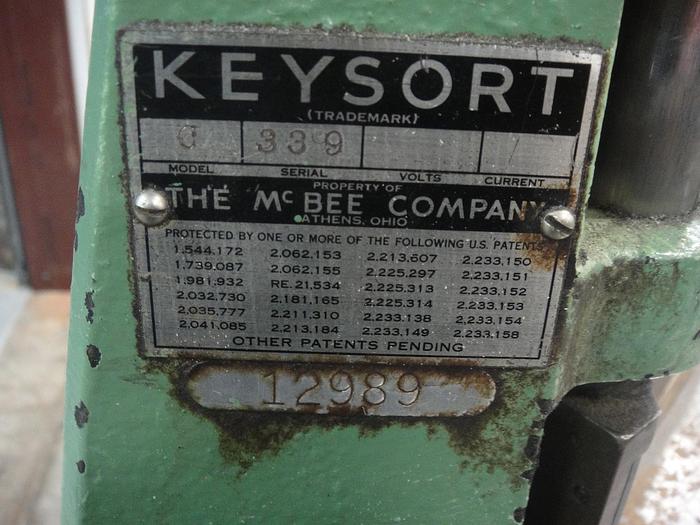 KEYSORT
(TRADEMARK)
339
MODEL SERIAL VOLTS CURRENT
PROPERTY OF
THE McBEE COMPANY
ATHENS, OHIO
PROTECTED BY ONE OR MORE OF THE FOLLOWING U.S. PATENTS
1.544.172 2.062.153 2.213.607 2.233.150
1.739.087 2.062.155 2.225.297 2.233.151
1.981.932 RE.21.534 2.225.313 2.233.152
2.032.730 2.181.165 2.225.314 2.233.153
2.035.777 2.211.310 2.233.138 2.233.154
2.041.085 2.213.184 2.233.149 2.233.158
OTHER PATENTS PENDING
12989